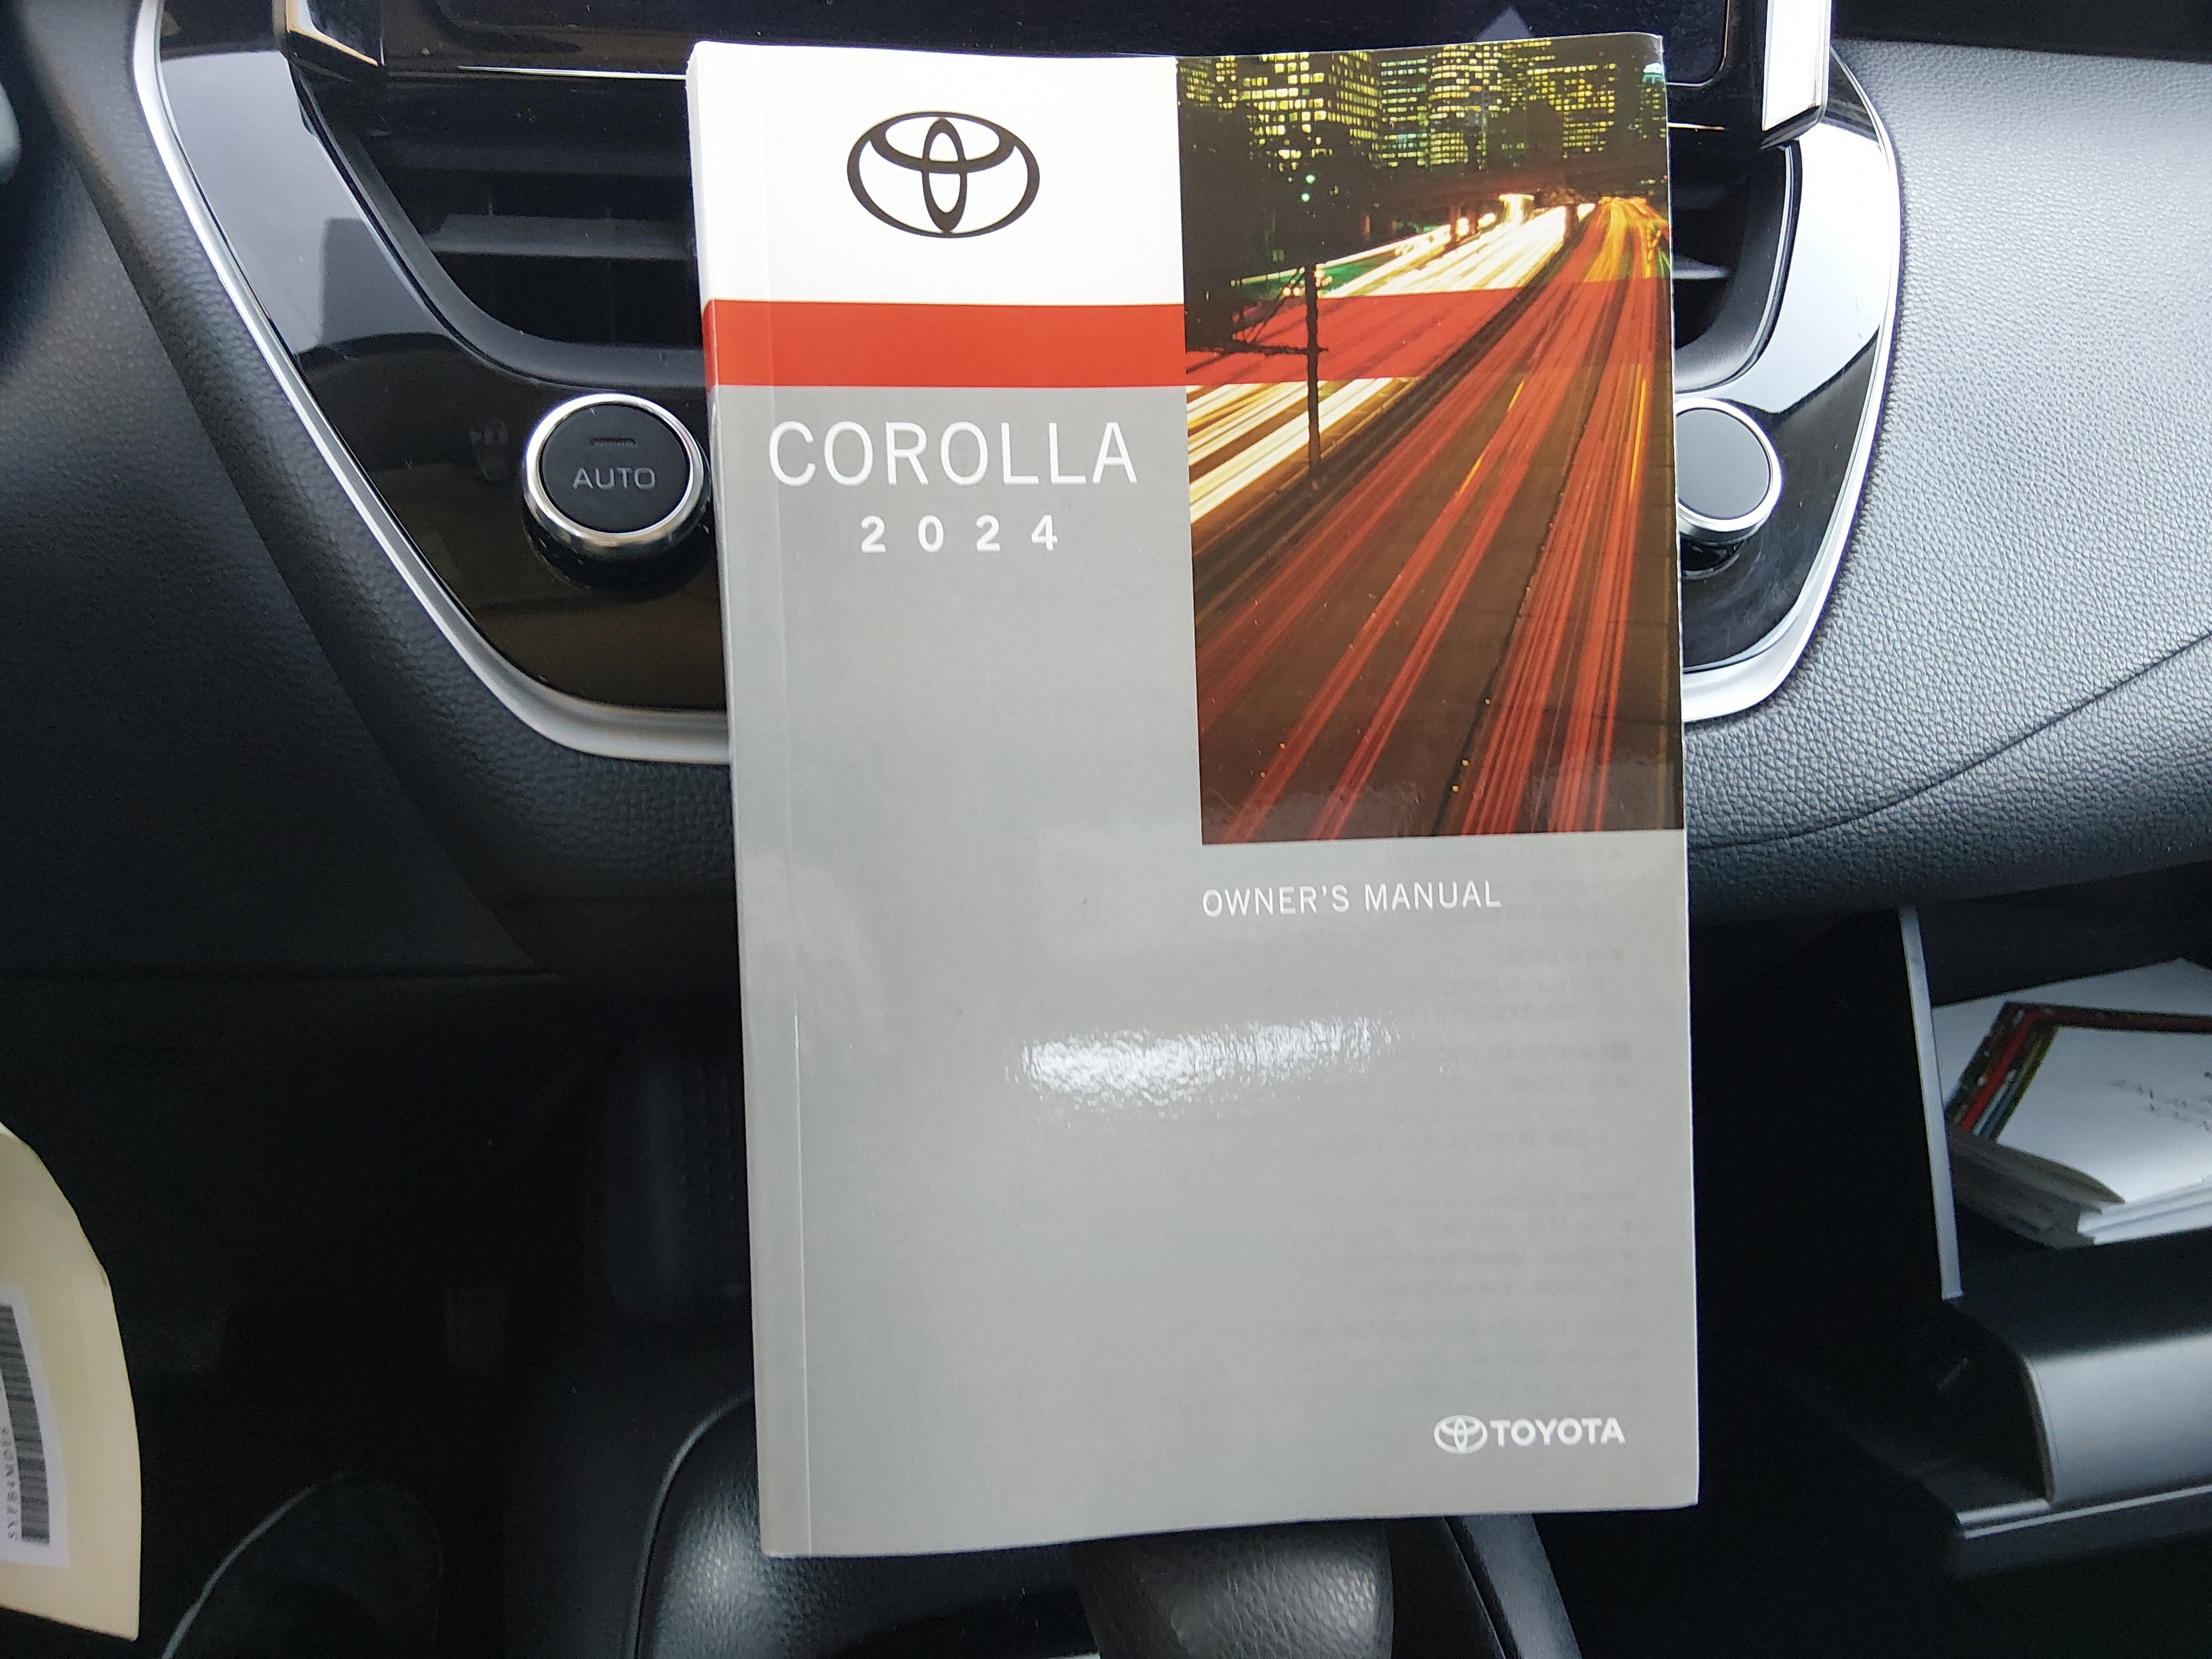 COROLLA
2024
AUTO
OWNER'S MANUAL
TOYOTA